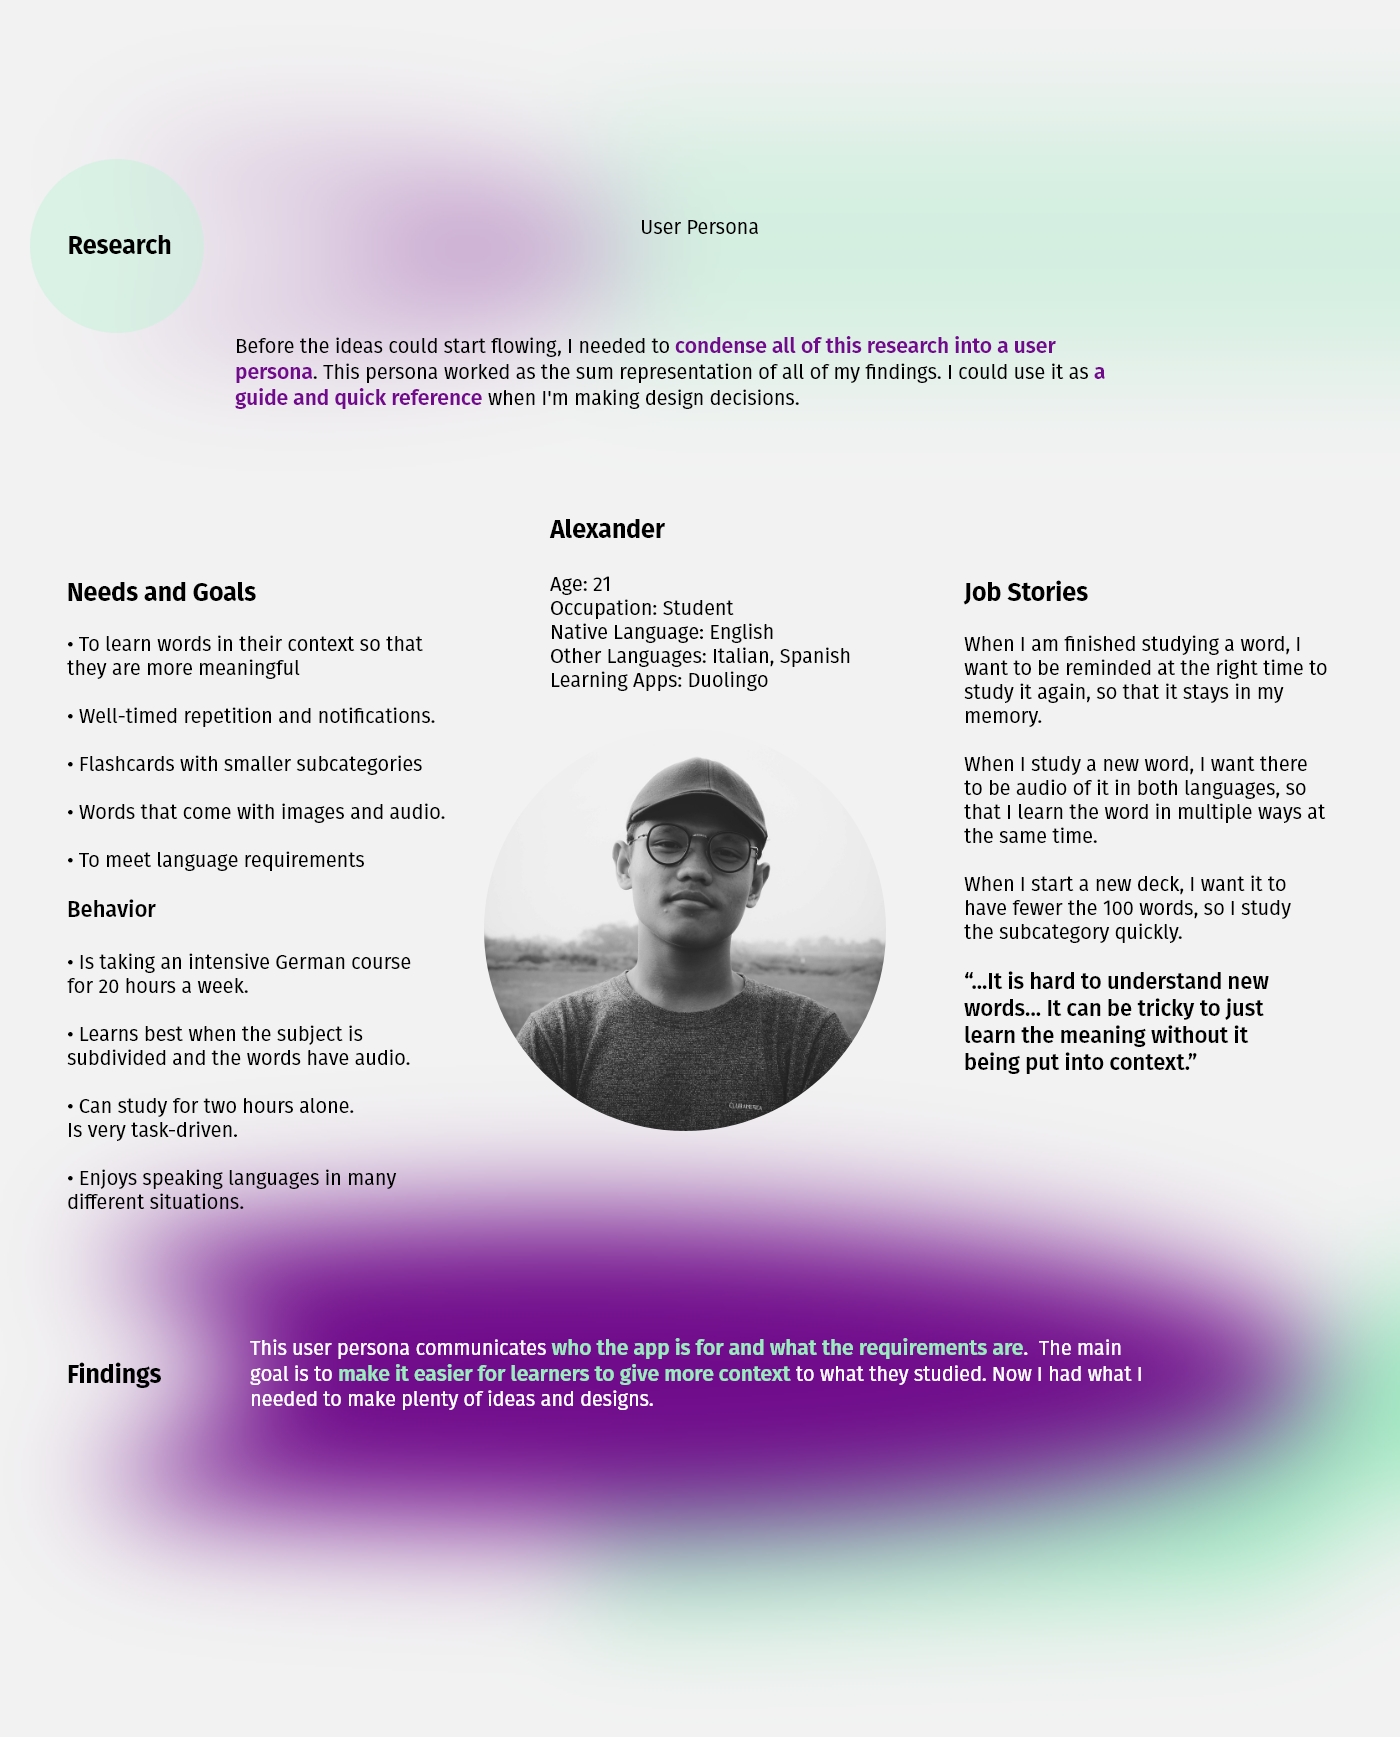 Research
User Persona
Before the ideas could start flowing, I needed to condense all of this research into a user
persona. This persona worked as the sum representation of all of my findings. I could use it as a
guide and quick reference when I'm making design decisions.
Needs and Goals
• To learn words in their context so that
they are more meaningful
• Well-timed repetition and notifications.
• Flashcards with smaller subcategories
• Words that come with images and audio.
• To meet language requirements
Behavior
• Is taking an intensive German course
for 20 hours a week.
• Learns best when the subject is
subdivided and the words have audio.
• Can study for two hours alone.
Is very task-driven.
• Enjoys speaking languages in many
different situations.
Alexander
Age: 21
Occupation: Student
Native Language: English
Other Languages: Italian, Spanish
Learning Apps: Duolingo
Job Stories
When I am finished studying a word, I
want to be reminded at the right time to
study it again, so that it stays in my
memory.
When I study a new word, I want there
to be audio of it in both languages, so
that I learn the word in multiple ways at
the same time.
When I start a new deck, I want it to
have fewer the 100 words, so I study
the subcategory quickly.
“...It is hard to understand new
words... It can be tricky to just
learn the meaning without it
being put into context.”
Findings
This user persona communicates who the app is for and what the requirements are.  The main
goal is to make it easier for learners to give more context to what they studied. Now I had what I
needed to make plenty of ideas and designs.